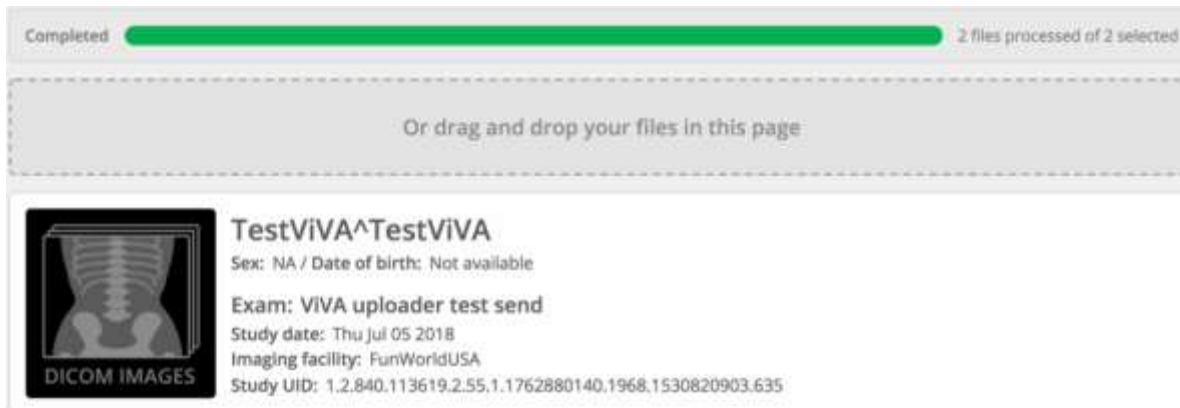 Completed 2 files processed of 2 selected
Or drag and drop your files in this page
TestViVA^TestViVA
Sex: NA / Date of birth: Not available
Exam: ViVA uploader test send
Study date: Thu Jul 05 2018
Imaging facility: FunWorldUSA
Study UID: 1.2.840.113619.2.55.1.1762880140.1968.1530820903.635
DICOM IMAGES